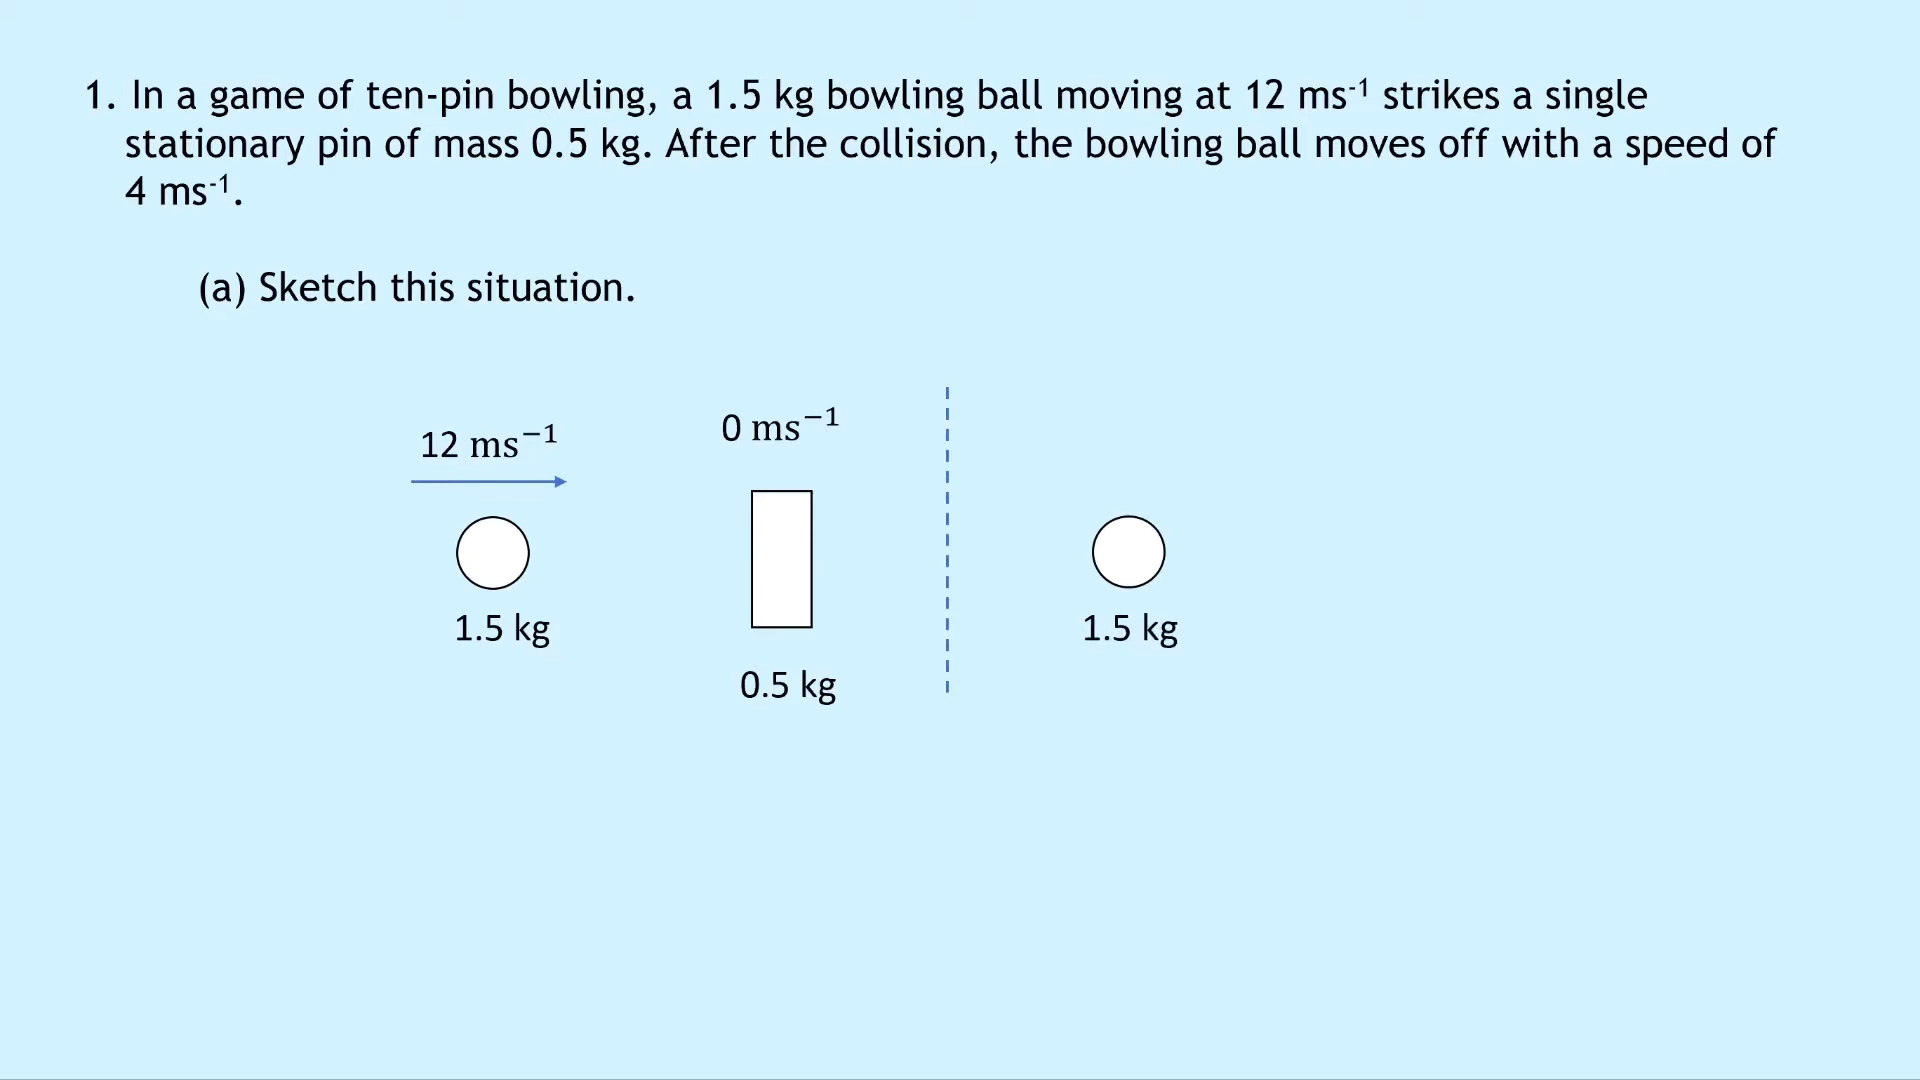 1. In a game of ten-pin bowling, a 1.5 kg bowling ball moving at 12 ms⁻¹ strikes a single
stationary pin of mass 0.5 kg. After the collision, the bowling ball moves off with a speed of
4 ms⁻¹.
(a) Sketch this situation.
12 ms⁻¹
0 ms⁻¹
1.5 kg
0.5 kg
1.5 kg